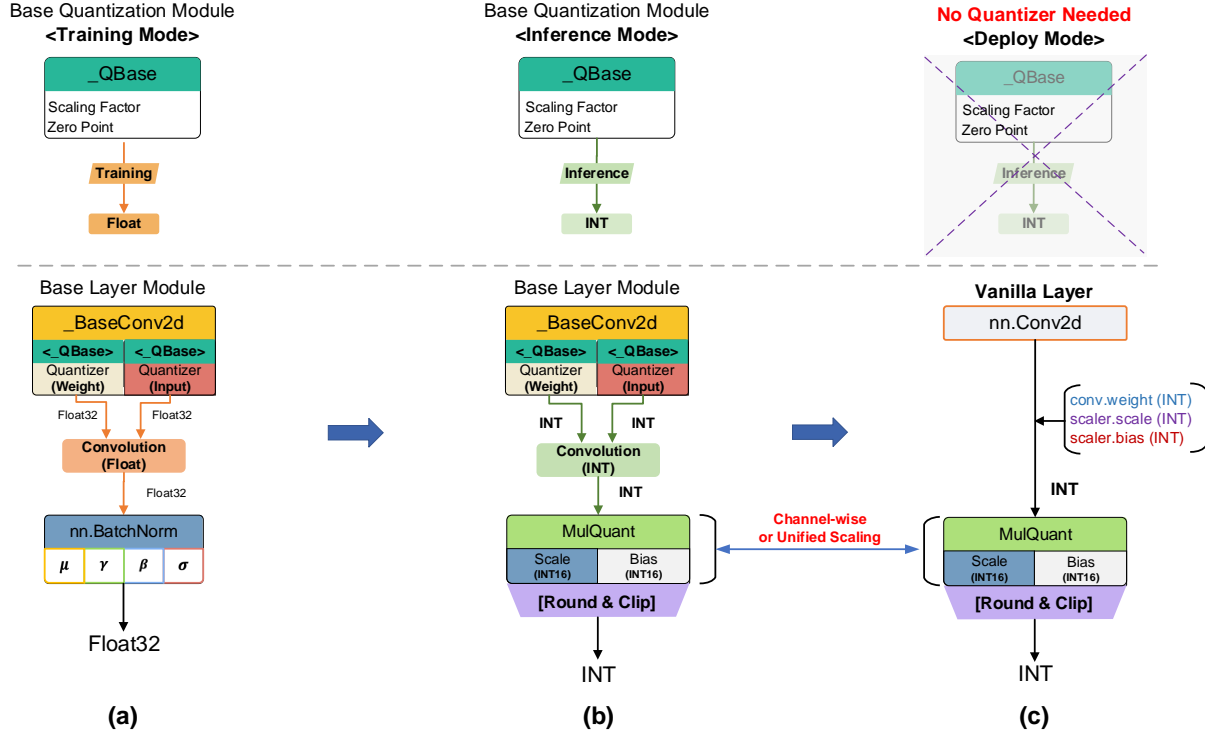 Base Quantization Module
<Training Mode>
_QBase
Scaling Factor
Zero Point
Training
Float
Base Quantization Module
<Inference Mode>
_QBase
Scaling Factor
Zero Point
Inference
INT
No Quantizer Needed
<Deploy Mode>
_QBase
Scaling Factor
Zero Point
Inference
INT
Base Layer Module
_BaseConv2d
<_QBase>
<_QBase>
Quantizer
(Weight)
Quantizer
(Input)
Float32
Float32
Convolution
(Float)
Float32
nn.BatchNorm
μ
γ
β
σ
Float32
(a)
Base Layer Module
_BaseConv2d
<_QBase>
<_QBase>
Quantizer
(Weight)
Quantizer
(Input)
INT
INT
Convolution
(INT)
INT
MulQuant
Scale
(INT16)
Bias
(INT16)
[Round & Clip]
INT
(b)
Channel-wise
or Unified Scaling
Vanilla Layer
nn.Conv2d
conv.weight (INT)
scaler.scale (INT)
scaler.bias (INT)
INT
MulQuant
Scale
(INT16)
Bias
(INT16)
[Round & Clip]
INT
(c)